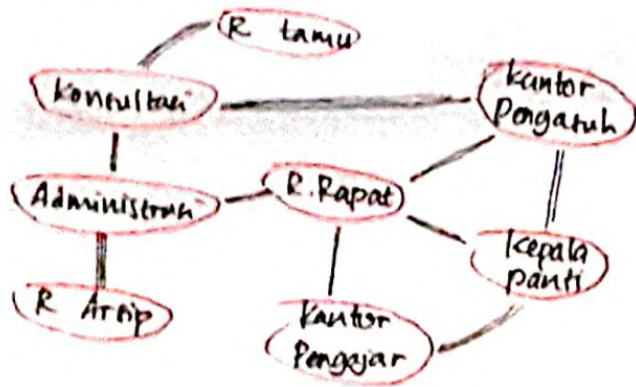 R tamu
Konsultasi
Kantor
Pengasuh
Administrasi
R. Rapat
Kepala
panti
R Arsip
Kantor
Pengajar